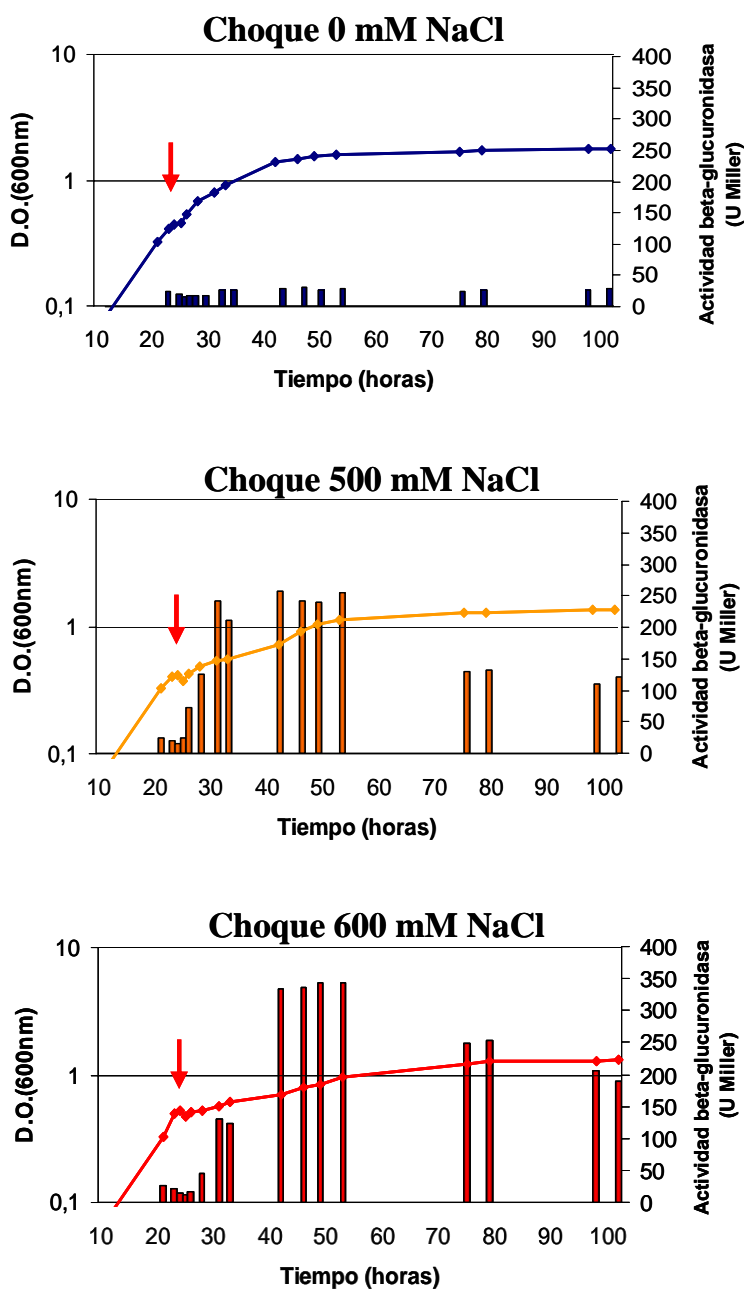 Choque 0 mM NaCl
10
1
0,1
D.O.(600nm)
400
350
300
250
200
150
100
50
0
Actividad beta-glucuronidasa
(U Miller)
10 20 30 40 50 60 70 80 90 100
Tiempo (horas)
Choque 500 mM NaCl
10
1
0,1
D.O.(600nm)
400
350
300
250
200
150
100
50
0
Actividad beta-glucuronidasa
(U Miller)
10 20 30 40 50 60 70 80 90 100
Tiempo (horas)
Choque 600 mM NaCl
10
1
0,1
D.O.(600nm)
400
350
300
250
200
150
100
50
0
Actividad beta-glucuronidasa
(U Miller)
10 20 30 40 50 60 70 80 90 100
Tiempo (horas)